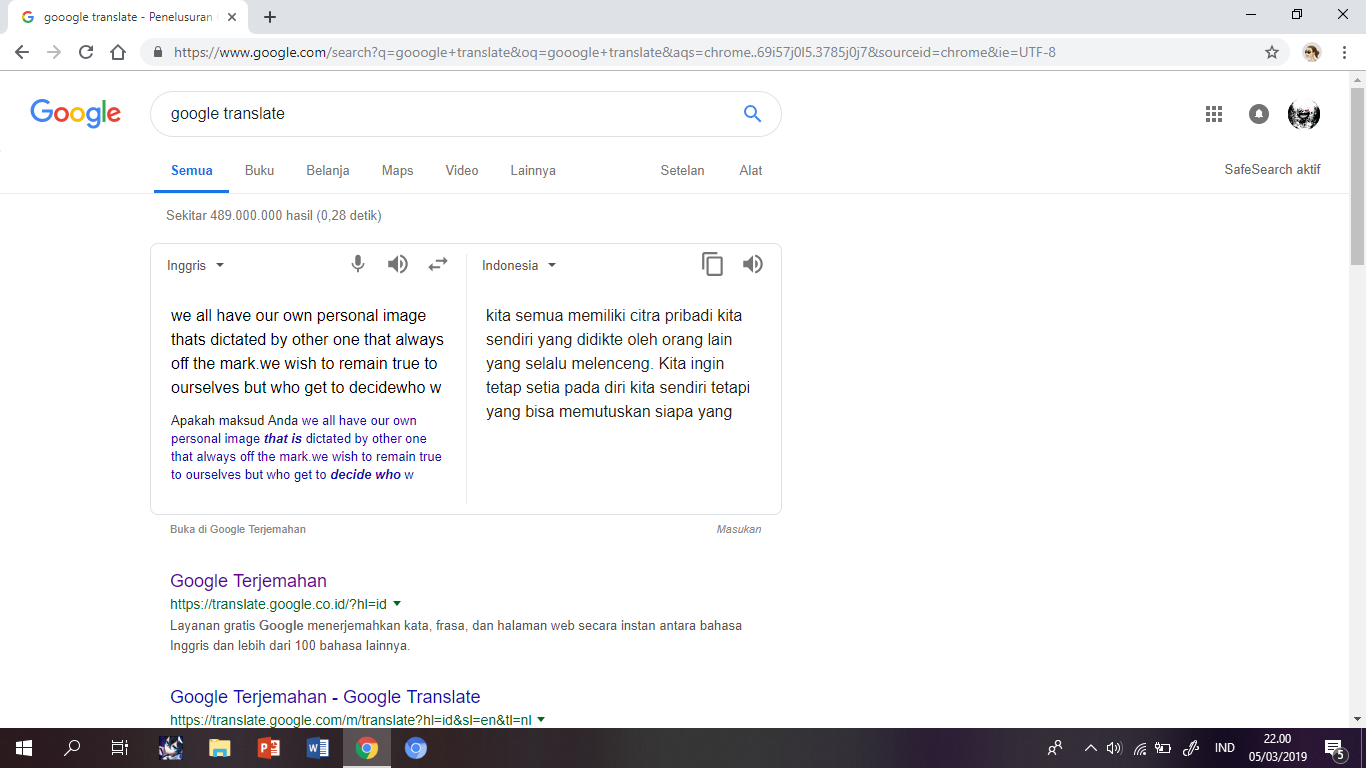 gooogle translate - Penelusuran
https://www.google.com/search?q=gooogle+translate&oq=gooogle+translate&aqs=chrome..69i57j0l5.3785j0j7&sourceid=chrome&ie=UTF-8
Google
google translate
Semua Buku Belanja Maps Video Lainnya Setelan Alat SafeSearch aktif
Sekitar 489.000.000 hasil (0,28 detik)
Inggris
we all have our own personal image
thats dictated by other one that always
off the mark.we wish to remain true to
ourselves but who get to decidewho w
Apakah maksud Anda we all have our own
personal image that is dictated by other one
that always off the mark.we wish to remain true
to ourselves but who get to decide who w
Indonesia
kita semua memiliki citra pribadi kita
sendiri yang didikte oleh orang lain
yang selalu melenceng. Kita ingin
tetap setia pada diri kita sendiri tetapi
yang bisa memutuskan siapa yang
Buka di Google Terjemahan Masukan
Google Terjemahan
https://translate.google.co.id/?hl=id
Layanan gratis Google menerjemahkan kata, frasa, dan halaman web secara instan antara bahasa
Inggris dan lebih dari 100 bahasa lainnya.
Google Terjemahan - Google Translate
https://translate.google.com/m/translate?hl=id&sl=en&tl=nl
IND
22.00
05/03/2019
5